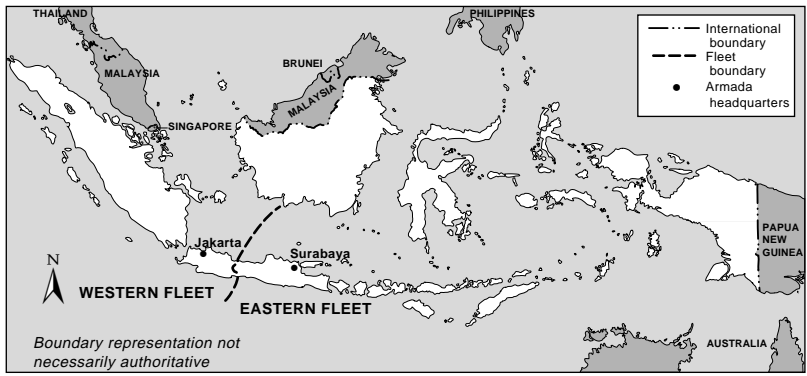 THAILAND
PHILIPPINES
International
boundary
Fleet
boundary
Armada
headquarters
BRUNEI
MALAYSIA
MALAYSIA
SINGAPORE
PAPUA
NEW
GUINEA
Jakarta
Surabaya
N
WESTERN FLEET
EASTERN FLEET
Boundary representation not
necessarily authoritative
AUSTRALIA